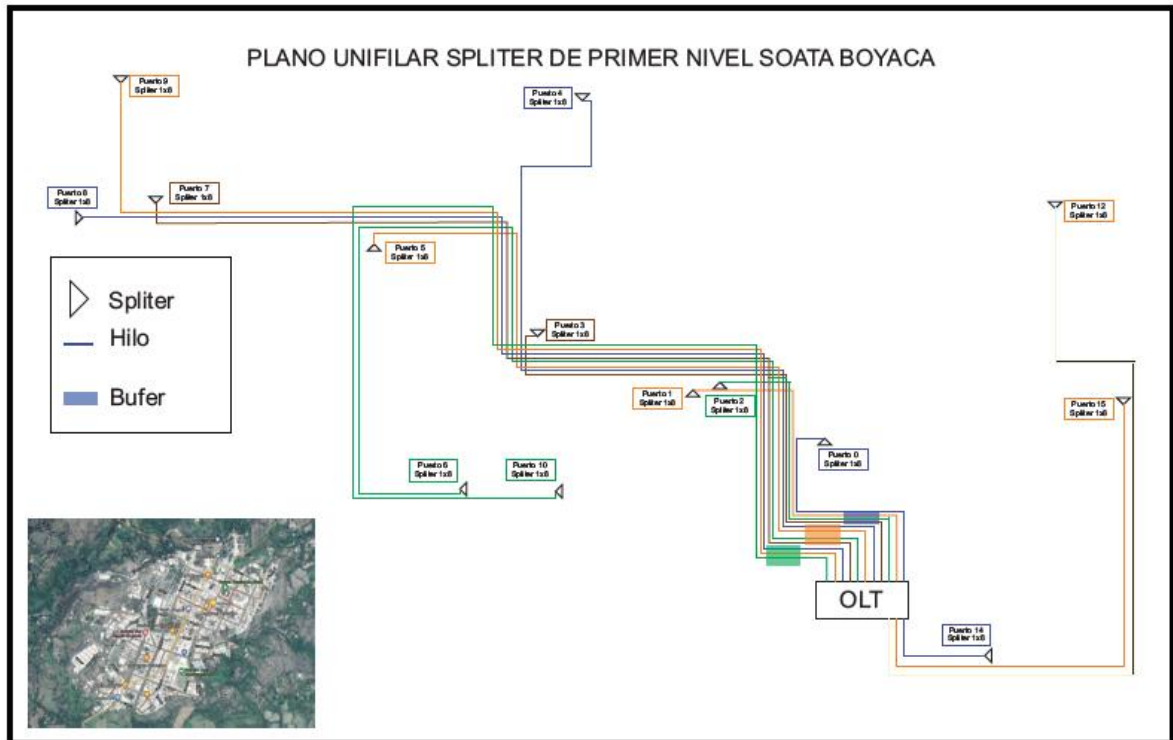 PLANO UNIFILAR SPLITER DE PRIMER NIVEL SOATA BOYACA
Puerto 9
Spliter 1x8
Puerto 4
Spliter 1x8
Puerto 8
Spliter 1x8
Puerto 7
Spliter 1x8
Puerto 12
Spliter 1x8
Puerto 5
Spliter 1x8
Spliter
Hilo
Bufer
Puerto 3
Spliter 1x8
Puerto 1
Spliter 1x8
Puerto 2
Spliter 1x8
Puerto 15
Spliter 1x8
Puerto 0
Spliter 1x8
Puerto 6
Spliter 1x8
Puerto 10
Spliter 1x8
OLT
Puerto 14
Spliter 1x8